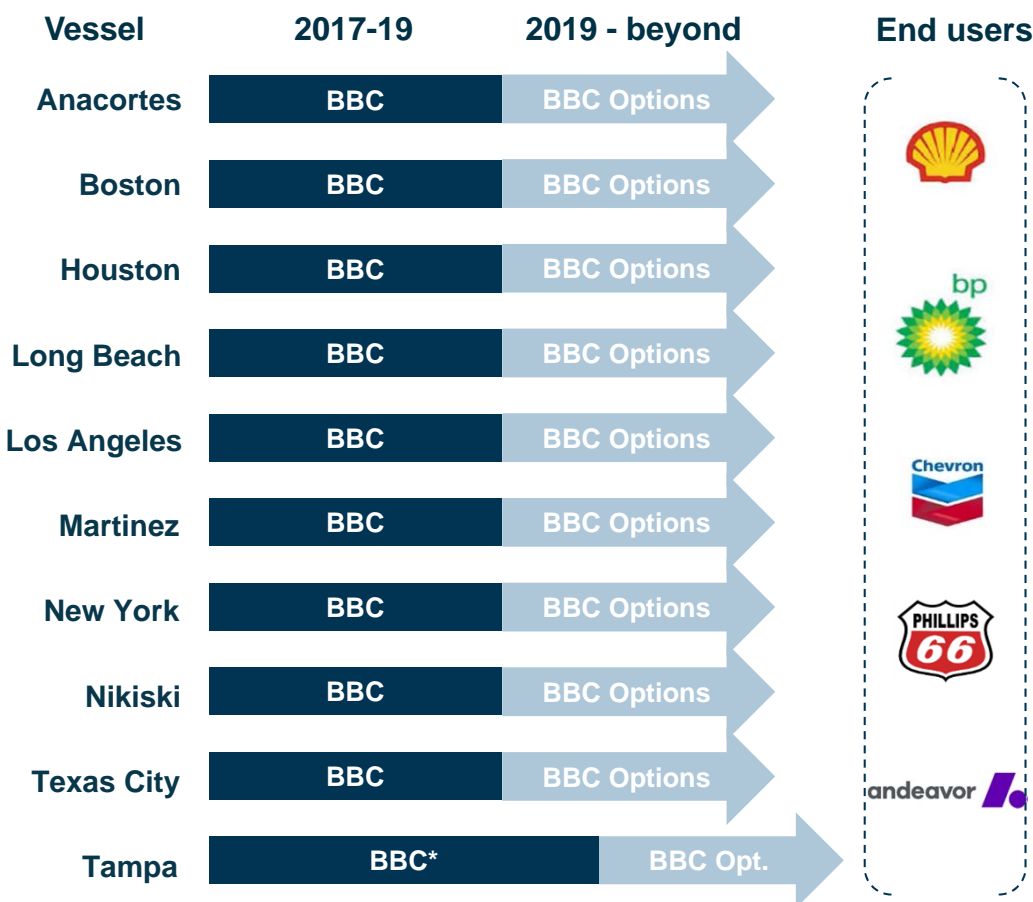 Vessel 2017-19 2019 - beyond End users
Anacortes BBC BBC Options
Boston BBC BBC Options
Houston BBC BBC Options
Long Beach BBC BBC Options
Los Angeles BBC BBC Options
Martinez BBC BBC Options
New York BBC BBC Options
Nikiski BBC BBC Options
Texas City BBC BBC Options
Tampa BBC* BBC Opt.
bp
Chevron
PHILLIPS
66
andeavor